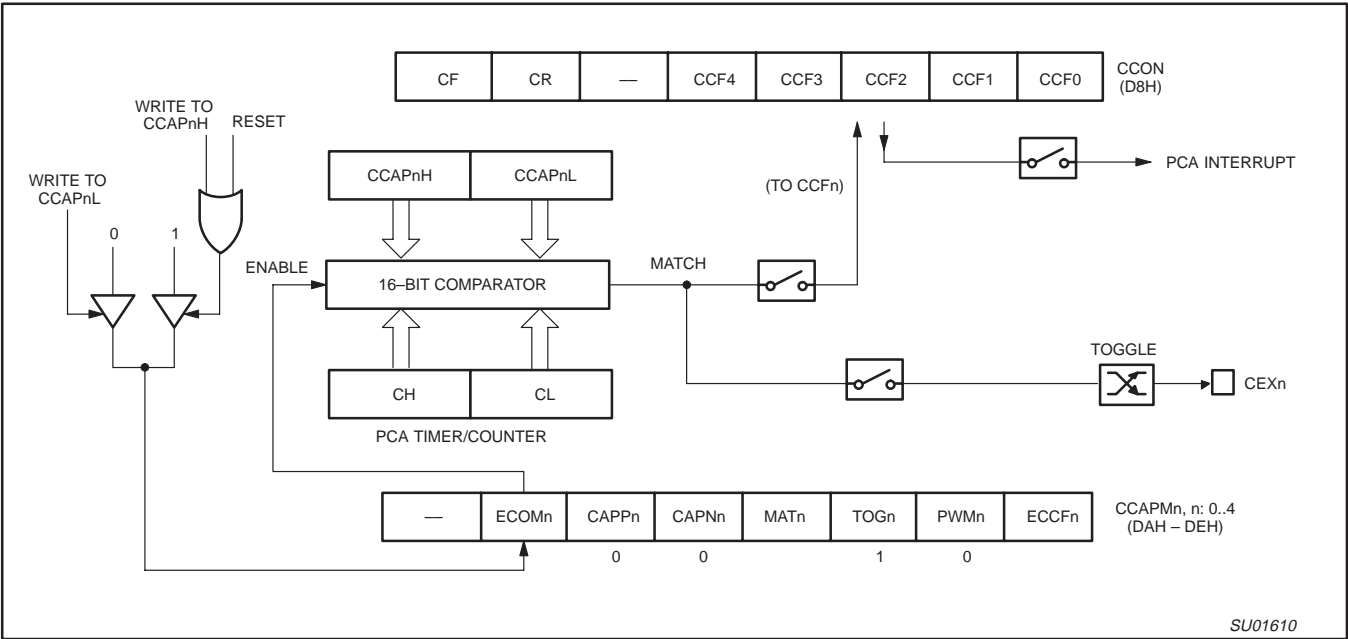 CF CR — CCF4 CCF3 CCF2 CCF1 CCF0
CCON
(D8H)
WRITE TO
CCAPnH
RESET
WRITE TO
CCAPnL
0 1
CCAPnH CCAPnL
(TO CCFn)
PCA INTERRUPT
ENABLE
16–BIT COMPARATOR
MATCH
TOGGLE
CEXn
CH CL
PCA TIMER/COUNTER
— ECOMn CAPPn CAPNn MATn TOGn PWMn ECCFn
CCAPMn, n: 0..4
(DAH – DEH)
0 0 1 0
SU01610